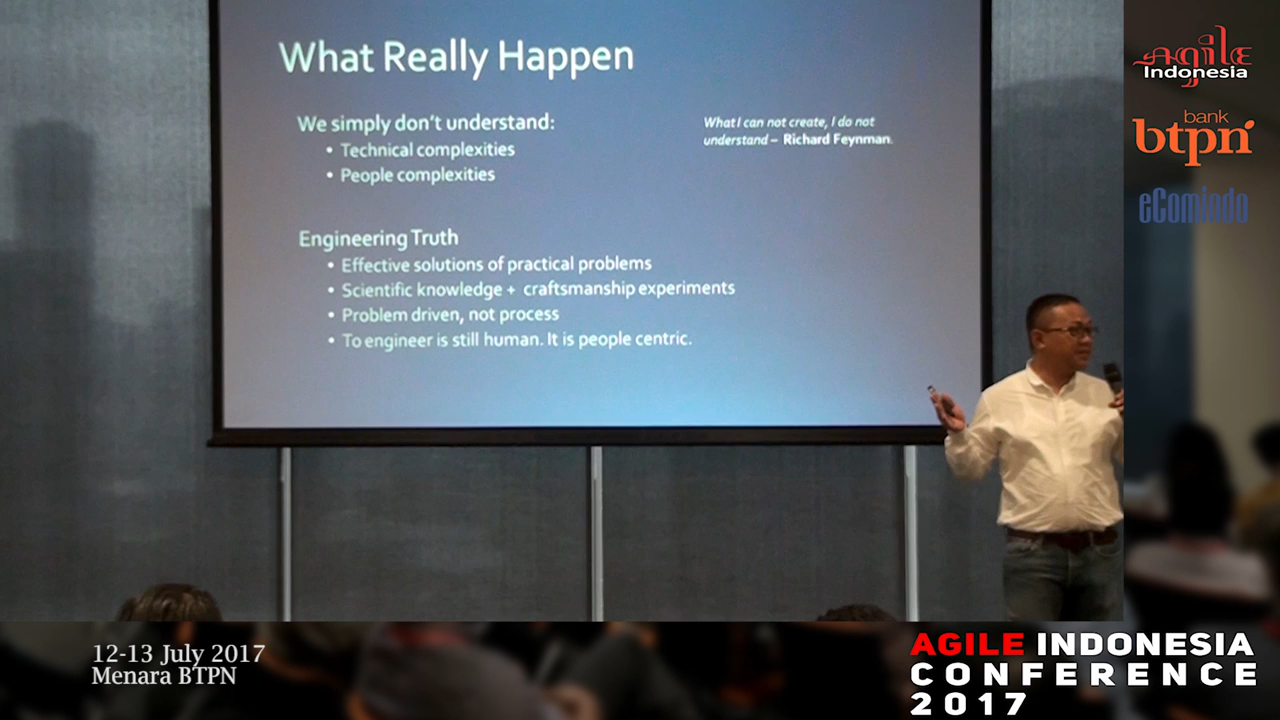 What Really Happen
We simply don't understand:
• Technical complexities
• People complexities
What I can not create, I do not
understand – Richard Feynman.
Engineering Truth
• Effective solutions of practical problems
• Scientific knowledge + craftsmanship experiments
• Problem driven, not process
• To engineer is still human. It is people centric.
agile
Indonesia
bank
btpn
eComindo
12-13 July 2017
Menara BTPN
AGILE INDONESIA
CONFERENCE
2017